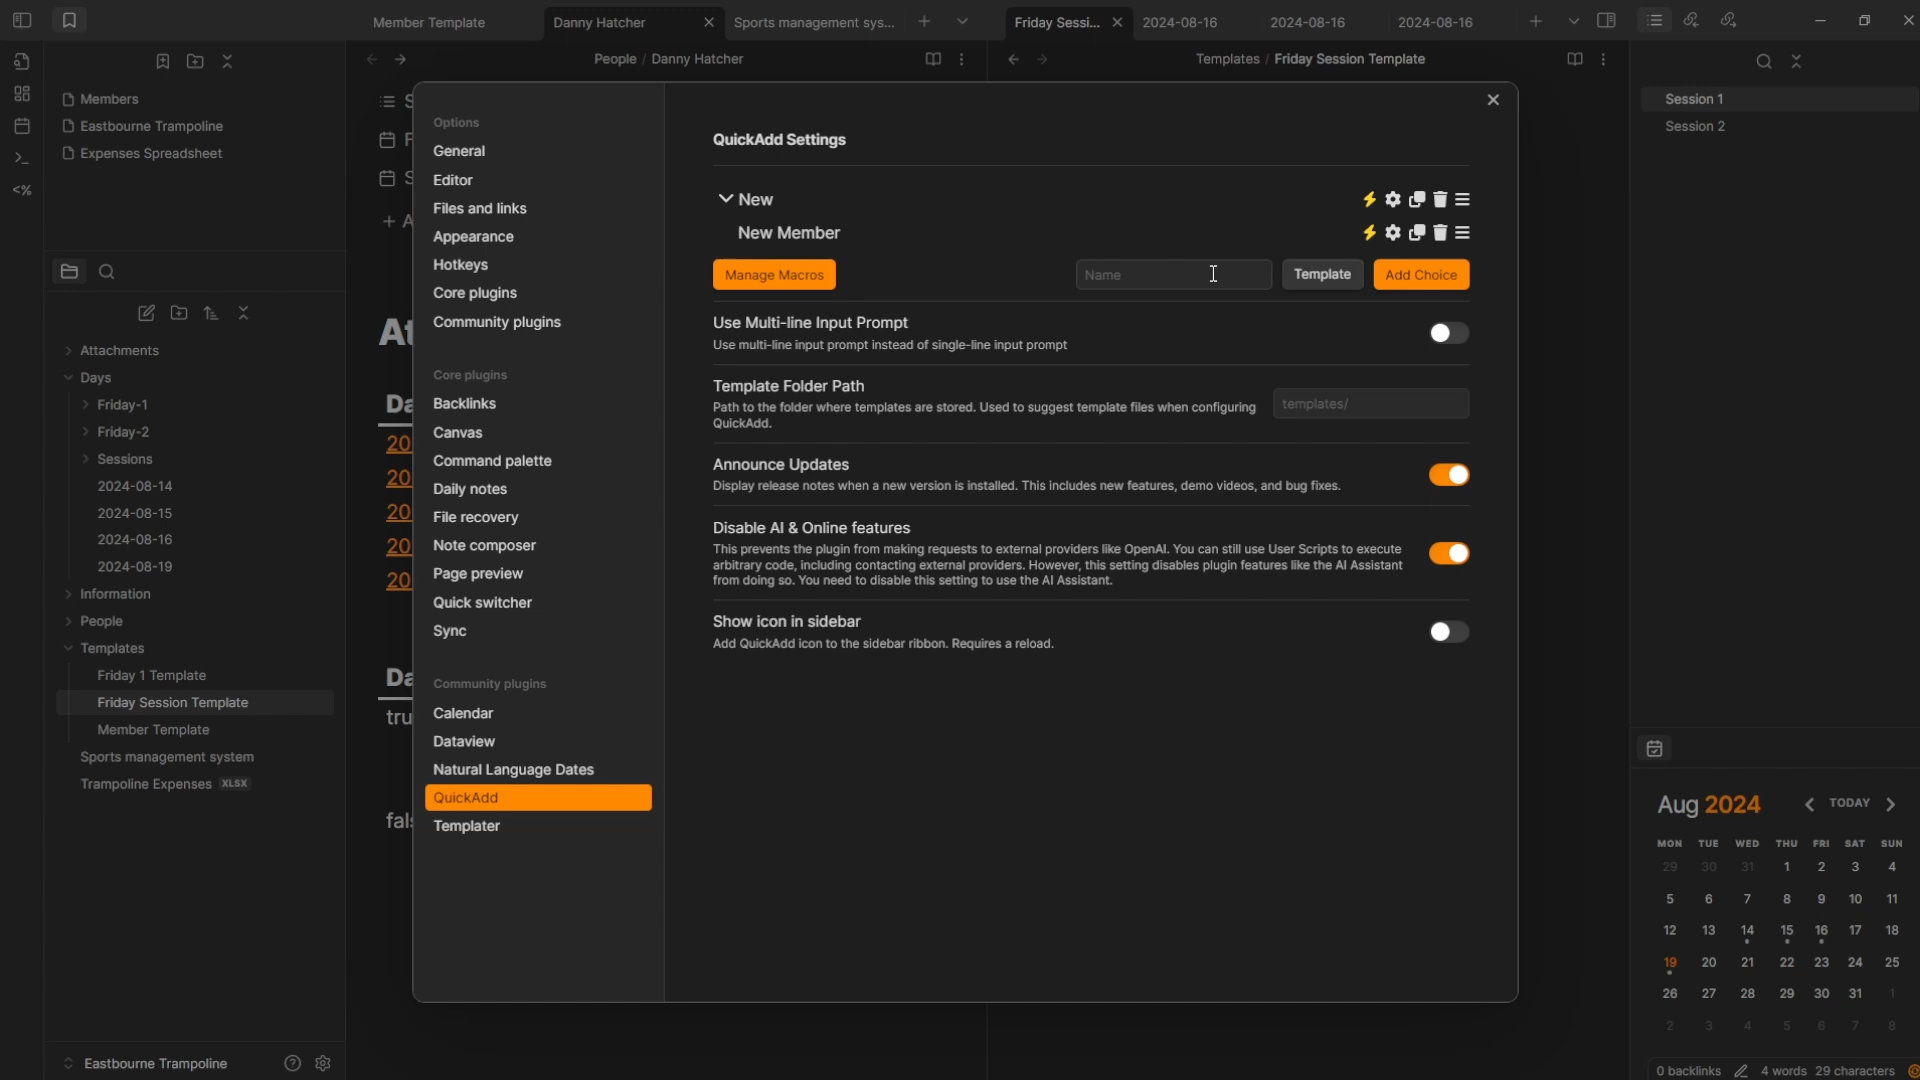 Member Template
Danny Hatcher
Sports management sys...
Friday Sessi...
2024-08-16
2024-08-16
2024-08-16
People / Danny Hatcher
Templates / Friday Session Template
Members
Eastbourne Trampoline
Expenses Spreadsheet
Attachments
Days
Friday-1
Friday-2
Sessions
2024-08-14
2024-08-15
2024-08-16
2024-08-19
Information
People
Templates
Friday 1 Template
Friday Session Template
Member Template
Sports management system
Trampoline Expenses XLSX
Eastbourne Trampoline
Options
General
Editor
Files and links
Appearance
Hotkeys
Core plugins
Community plugins
Core plugins
Backlinks
Canvas
Command palette
Daily notes
File recovery
Note composer
Page preview
Quick switcher
Sync
Community plugins
Calendar
Dataview
Natural Language Dates
QuickAdd
Templater
QuickAdd Settings
New
New Member
Manage Macros
Name
Template
Add Choice
Use Multi-line Input Prompt
Use multi-line input prompt instead of single-line input prompt
Template Folder Path
Path to the folder where templates are stored. Used to suggest template files when configuring
QuickAdd.
templates/
Announce Updates
Display release notes when a new version is installed. This includes new features, demo videos, and bug fixes.
Disable AI & Online features
This prevents the plugin from making requests to external providers like OpenAI. You can still use User Scripts to execute
arbitrary code, including contacting external providers. However, this setting disables plugin features like the AI Assistant
from doing so. You need to disable this setting to use the AI Assistant.
Show icon in sidebar
Add QuickAdd icon to the sidebar ribbon. Requires a reload.
Session 1
Session 2
Aug 2024
TODAY
MON TUE WED THU FRI SAT SUN
29 30 31 1 2 3 4
5 6 7 8 9 10 11
12 13 14 15 16 17 18
19 20 21 22 23 24 25
26 27 28 29 30 31 1
2 3 4 5 6 7 8
0 backlinks 4 words 29 characters